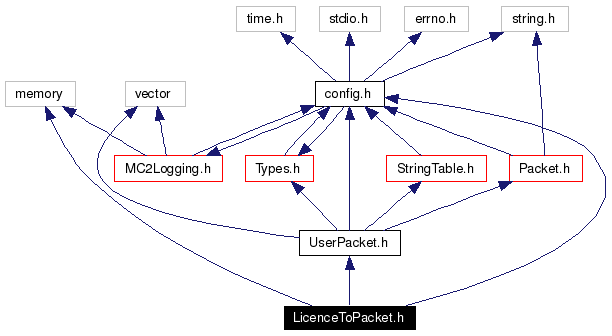 time.h
stdio.h
errno.h
string.h
memory
vector
config.h
MC2Logging.h
Types.h
StringTable.h
Packet.h
UserPacket.h
LicenceToPacket.h